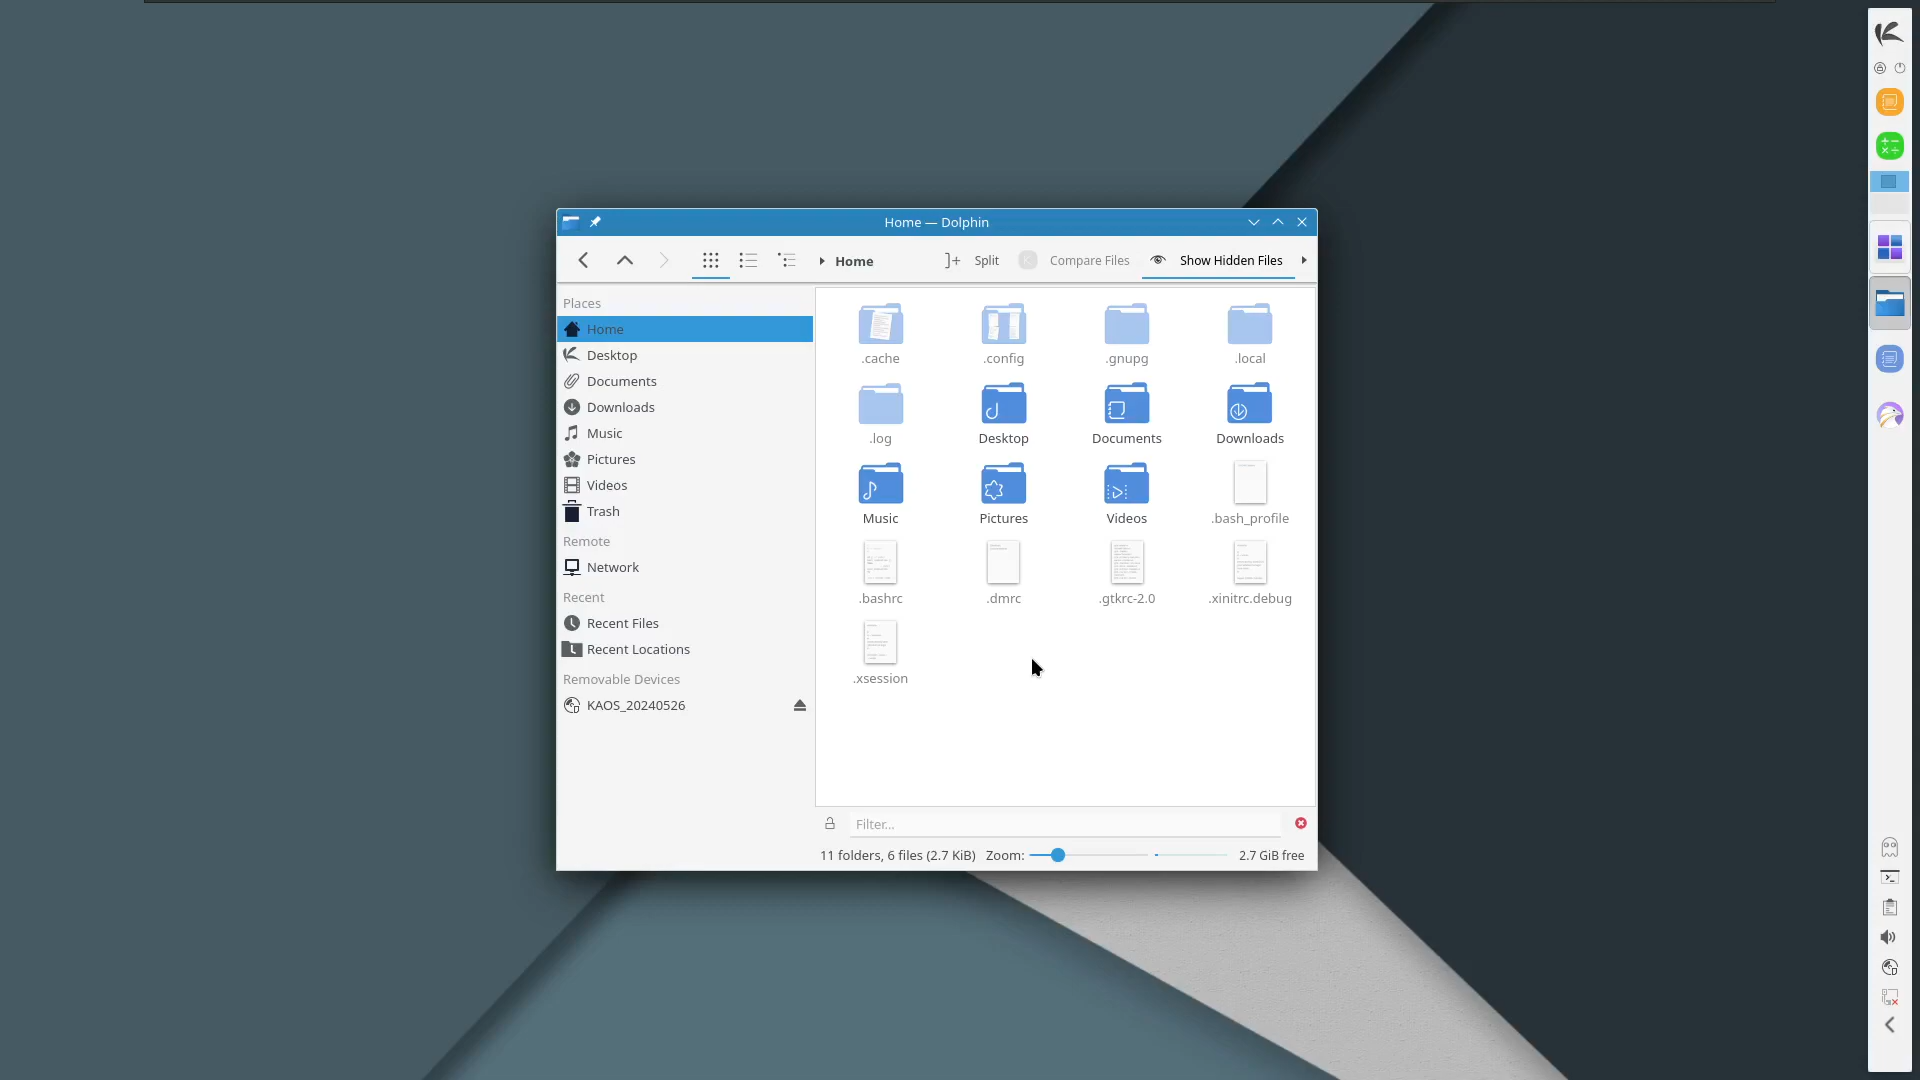 Home — Dolphin
Home
Split
Compare Files
Show Hidden Files
Places
Home
Desktop
Documents
Downloads
Music
Pictures
Videos
Trash
Remote
Network
Recent
Recent Files
Recent Locations
Removable Devices
KAOS_20240526
.cache
.config
.gnupg
.local
.log
Desktop
Documents
Downloads
Music
Pictures
Videos
.bash_profile
.bashrc
.dmrc
.gtkrc-2.0
.xinitrc.debug
.xsession
Filter...
11 folders, 6 files (2.7 KiB)
Zoom:
2.7 GiB free